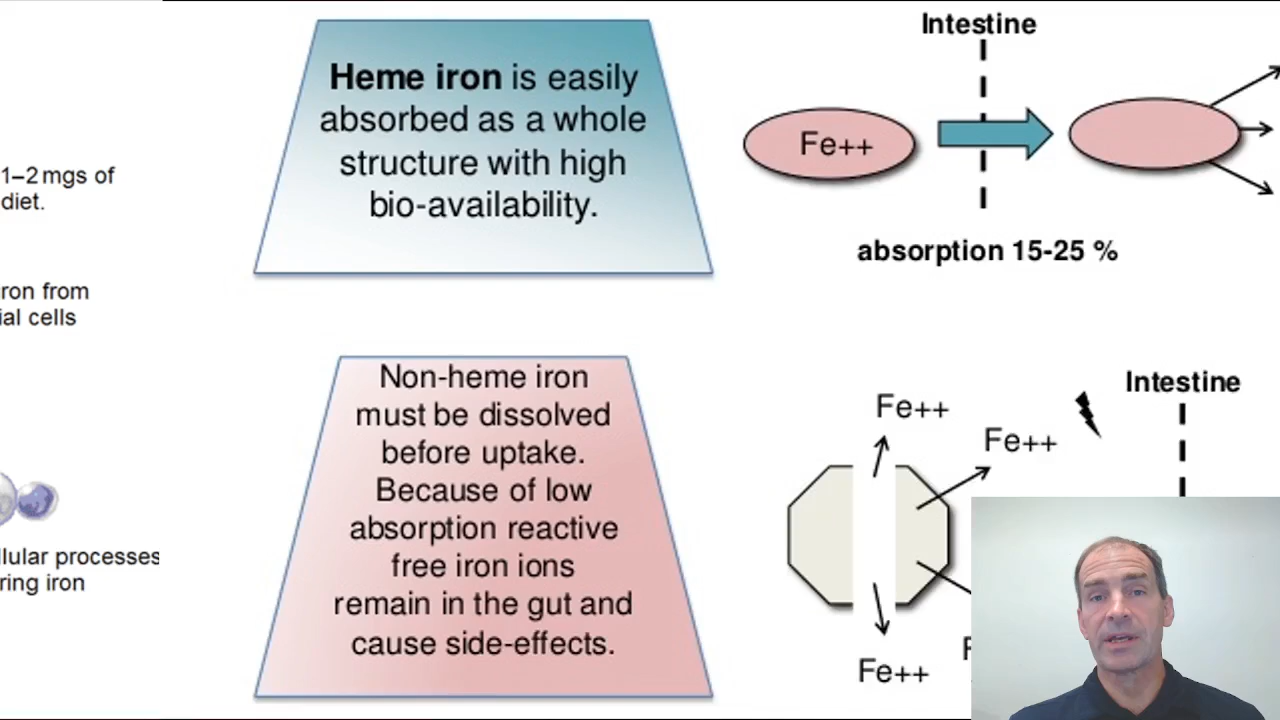 1–2 mgs of
diet.
ron from
ial cells
llular processes
ring iron
Heme iron is easily
absorbed as a whole
structure with high
bio-availability.
Intestine
Fe++
absorption 15-25 %
Non-heme iron
must be dissolved
before uptake.
Because of low
absorption reactive
free iron ions
remain in the gut and
cause side-effects.
Intestine
Fe++
Fe++
Fe++
F